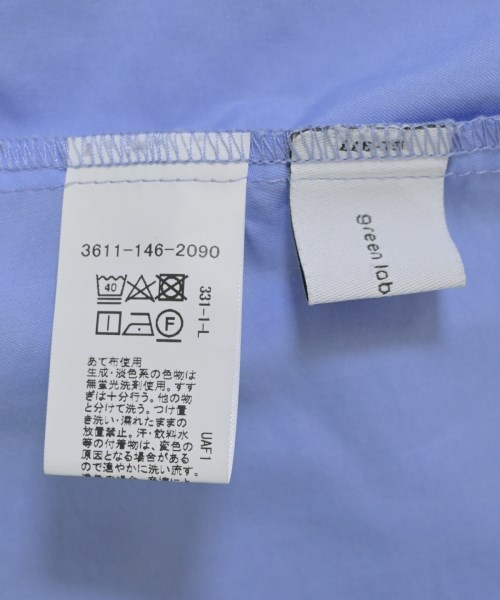 3611-146-2090
40
F
331-1-L
あて布使用
生成・淡色系の色物は
無蛍光洗剤使用。すす
ぎは十分行う。他の物
と分けて洗う。つけ置
き洗い・濡れたままの
放置禁止。汗・飲料水
等の付着物は、変色の
原因となる場合がある
ので速やかに洗い流す。
UAF1
green lab